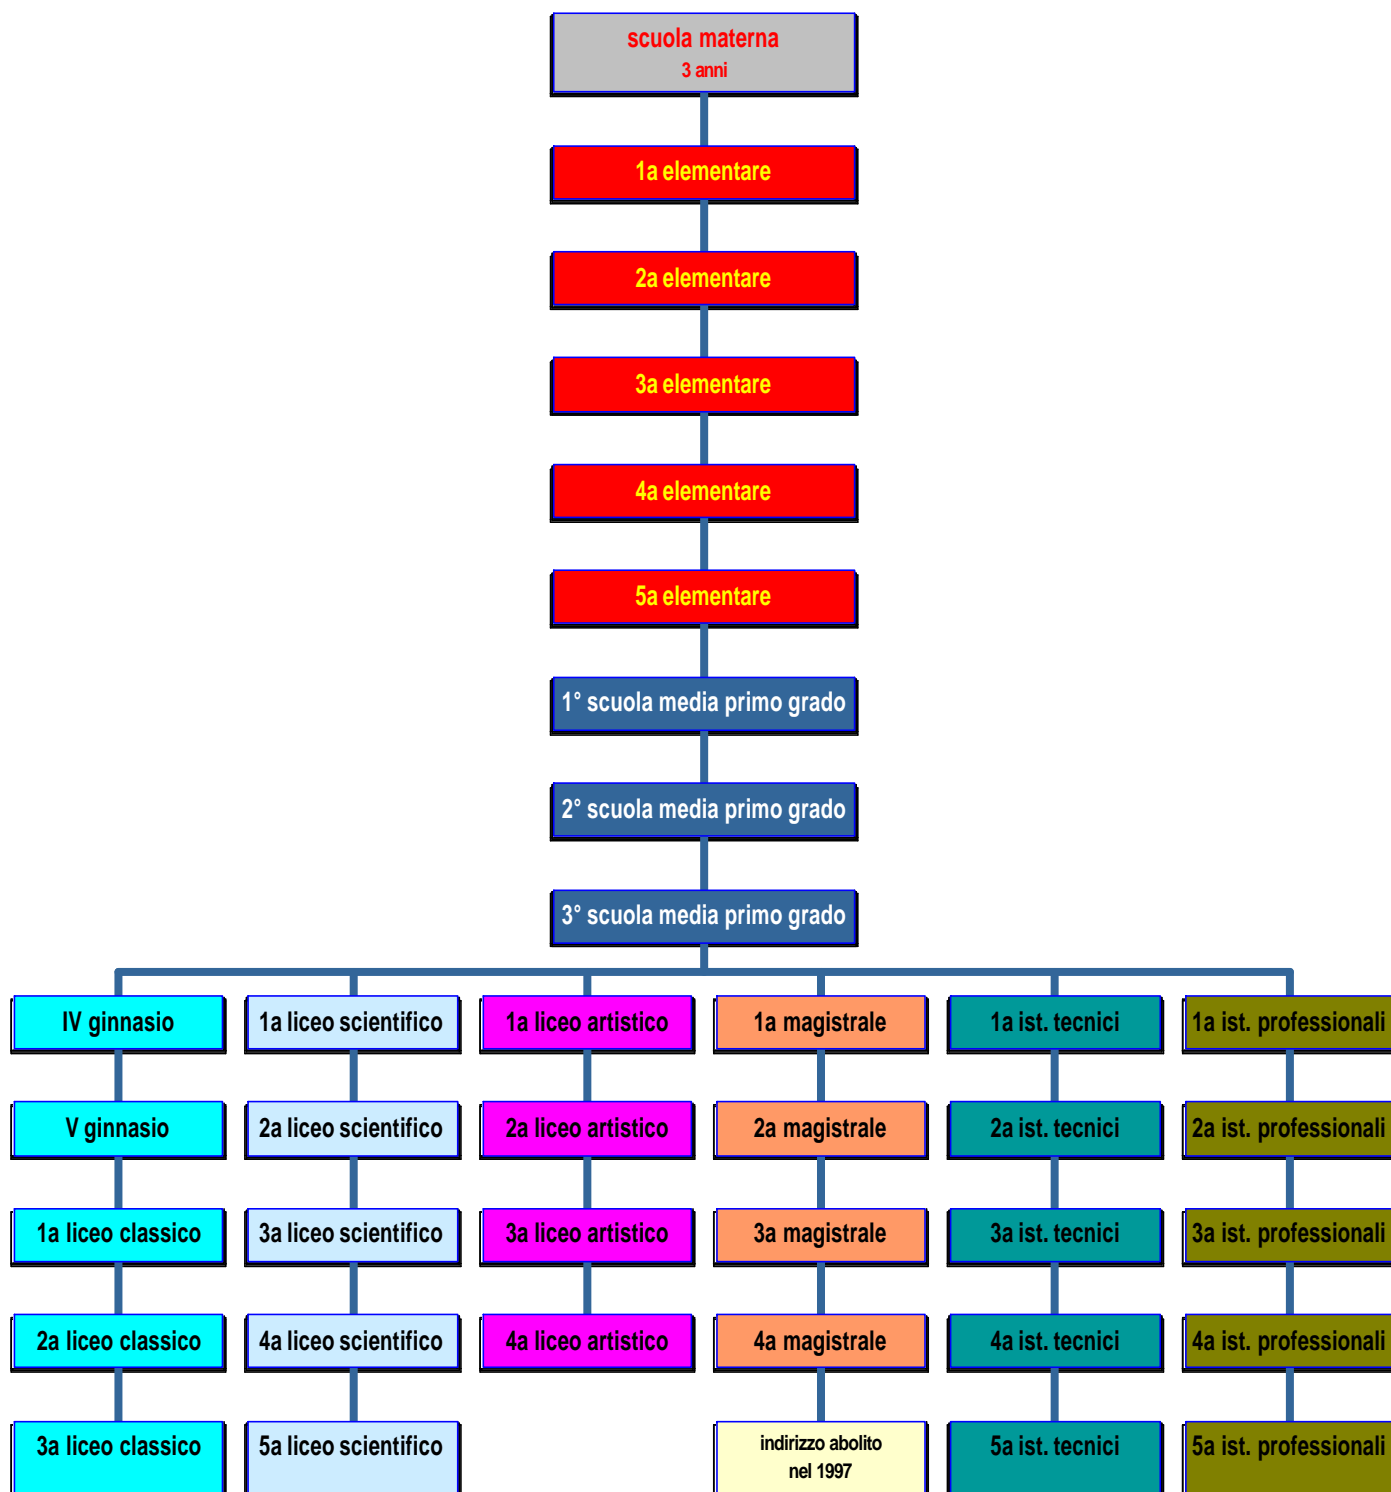 scuola materna
3 anni
1a elementare
2a elementare
3a elementare
4a elementare
5a elementare
1° scuola media primo grado
2° scuola media primo grado
3° scuola media primo grado
IV ginnasio
1a liceo scientifico
1a liceo artistico
1a magistrale
1a ist. tecnici
1a ist. professionali
V ginnasio
2a liceo scientifico
2a liceo artistico
2a magistrale
2a ist. tecnici
2a ist. professionali
1a liceo classico
3a liceo scientifico
3a liceo artistico
3a magistrale
3a ist. tecnici
3a ist. professionali
2a liceo classico
4a liceo scientifico
4a liceo artistico
4a magistrale
4a ist. tecnici
4a ist. professionali
3a liceo classico
5a liceo scientifico
indirizzo abolito
nel 1997
5a ist. tecnici
5a ist. professionali